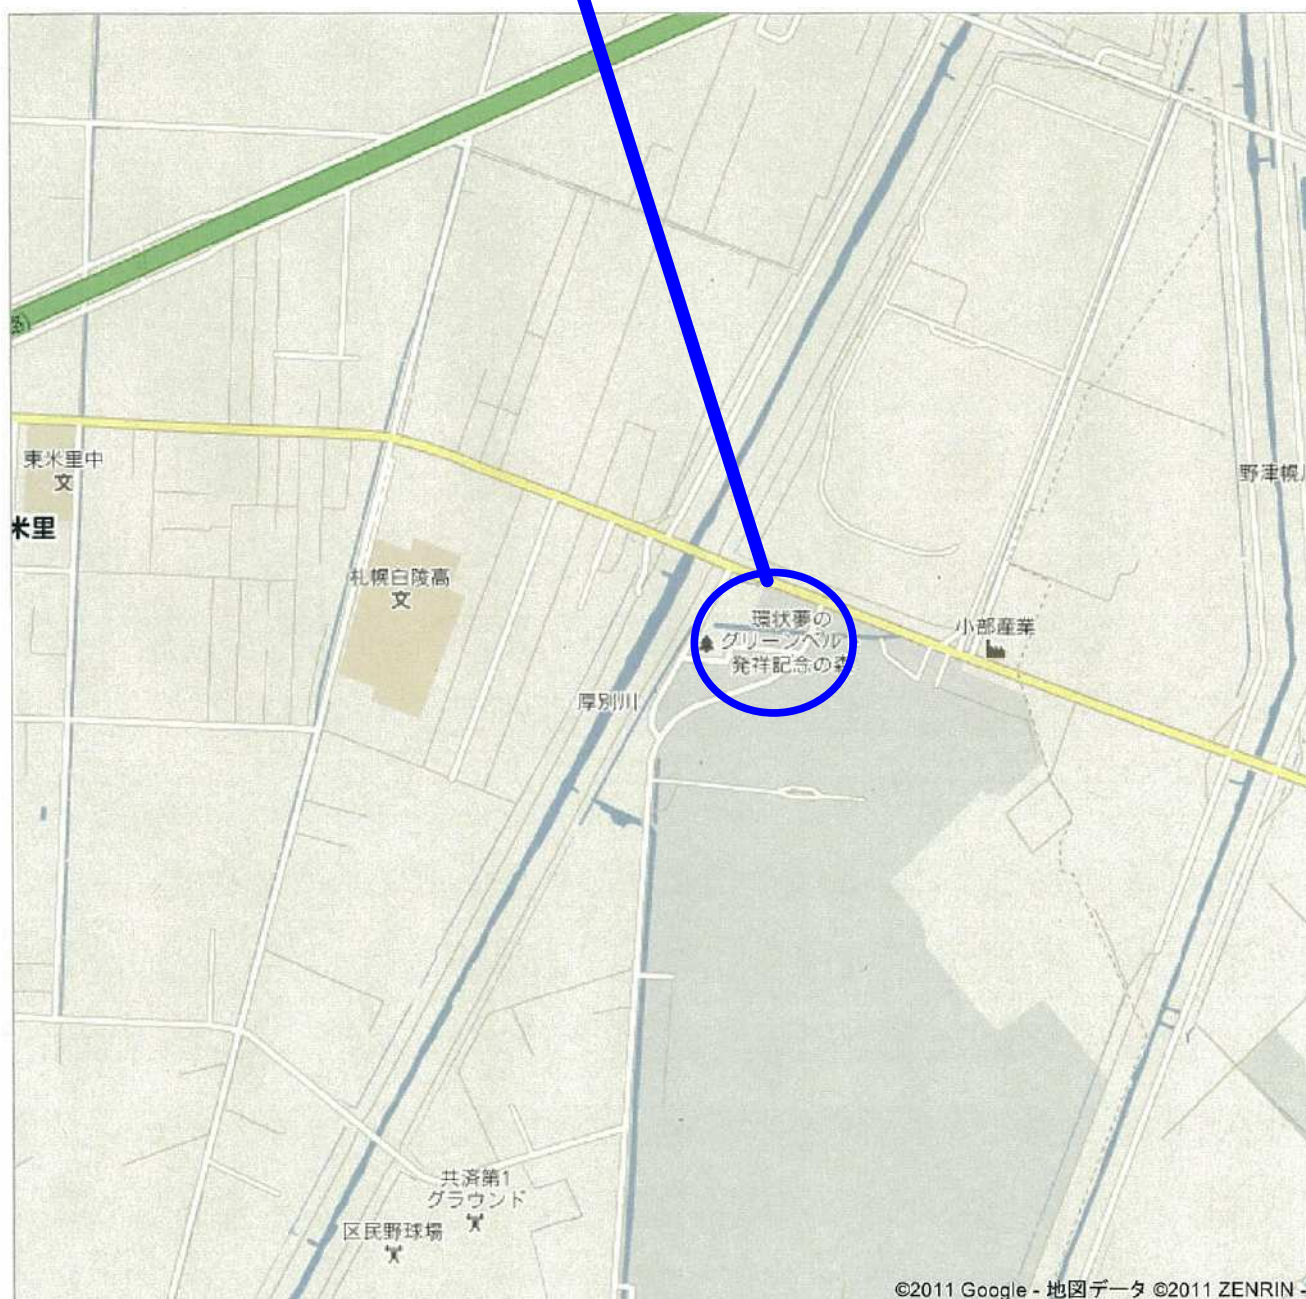 東米里中
文
米里
札幌白陵高
文
野津幌川
環状夢の
グリーンベル
発祥記念の森
小部産業
厚別川
共済第1
グラウンド
区民野球場
©2011 Google - 地図データ ©2011 ZENRIN -